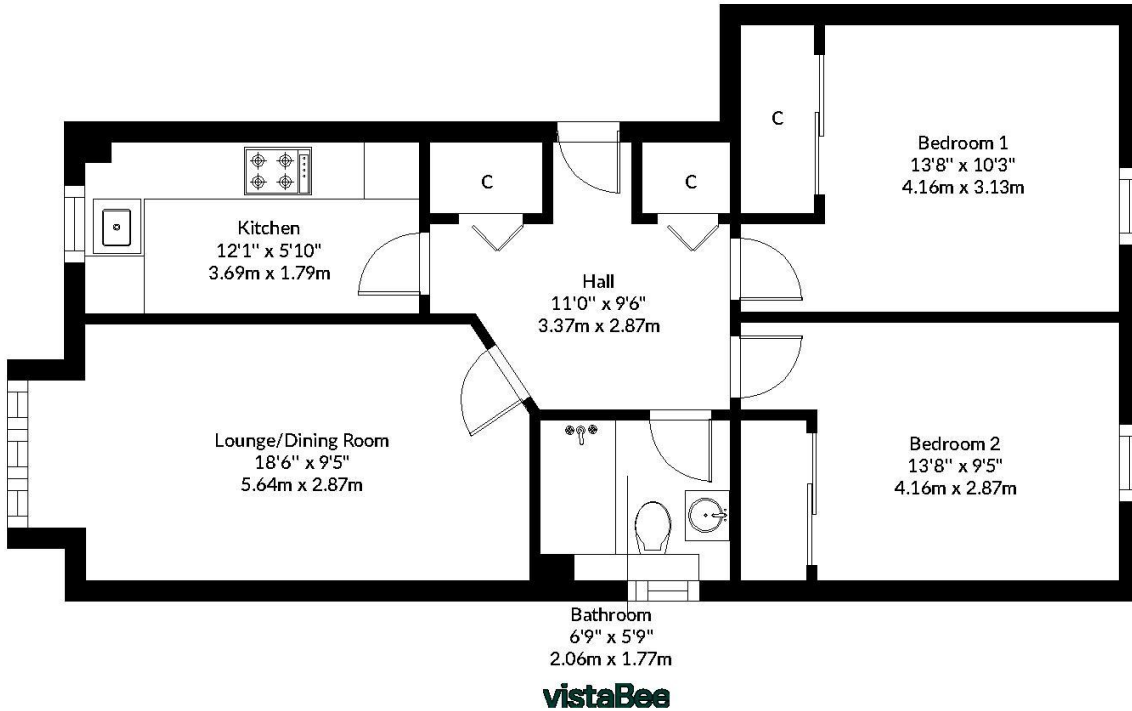 C
Bedroom 1
13'8" x 10'3"
4.16m x 3.13m
C
C
Kitchen
12'1" x 5'10"
3.69m x 1.79m
Hall
11'0" x 9'6"
3.37m x 2.87m
Lounge/Dining Room
18'6" x 9'5"
5.64m x 2.87m
Bedroom 2
13'8" x 9'5"
4.16m x 2.87m
Bathroom
6'9" x 5'9"
2.06m x 1.77m
vistaBee